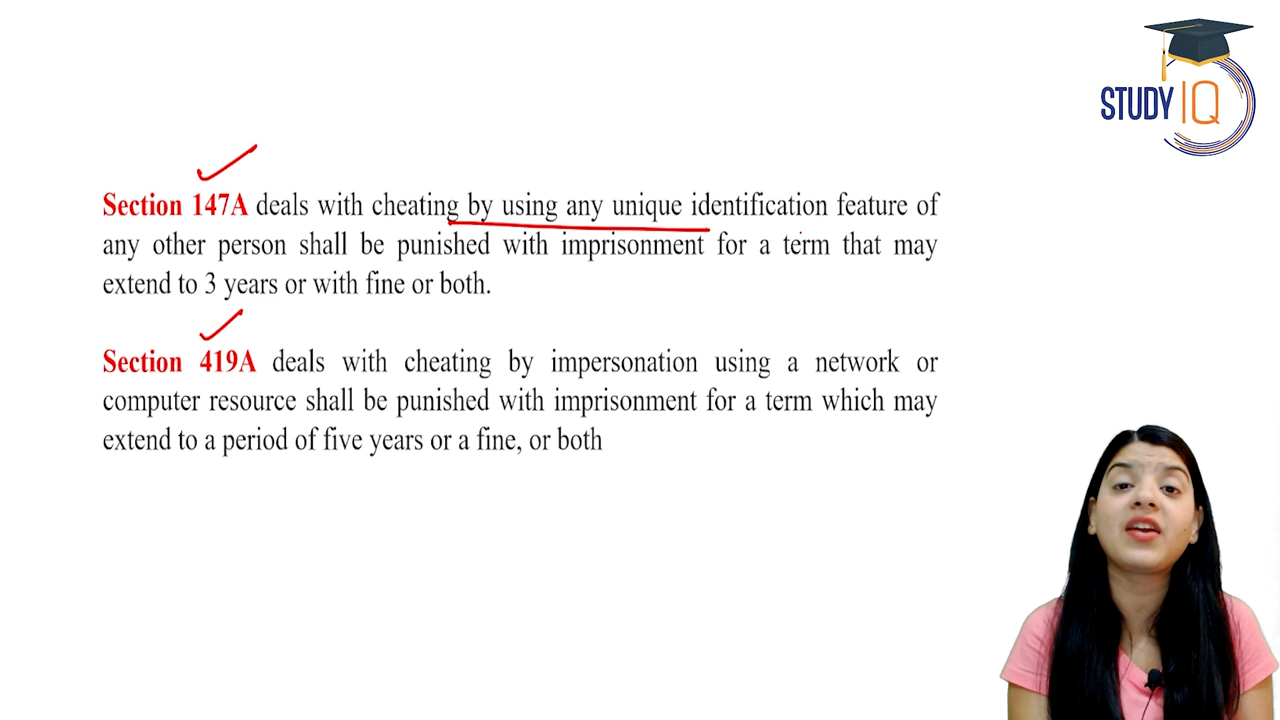 STUDY IQ
Section 147A deals with cheating by using any unique identification feature of
any other person shall be punished with imprisonment for a term that may
extend to 3 years or with fine or both.
Section 419A deals with cheating by impersonation using a network or
computer resource shall be punished with imprisonment for a term which may
extend to a period of five years or a fine, or both